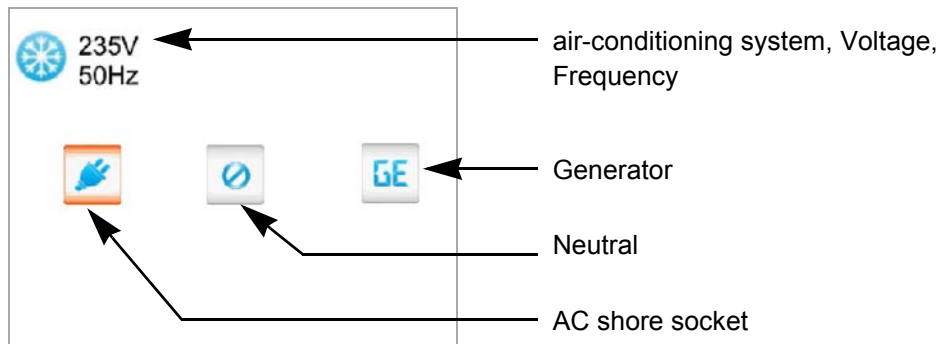 235V
50Hz
air-conditioning system, Voltage,
Frequency
GE
Generator
Neutral
AC shore socket